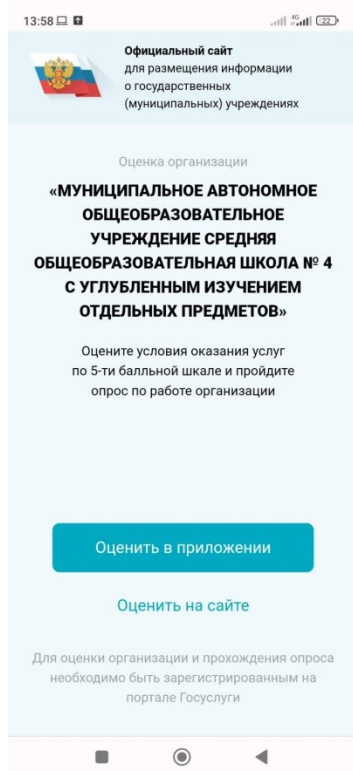 13:58
4G
22
Официальный сайт
для размещения информации
о государственных
(муниципальных) учреждениях
Оценка организации
«МУНИЦИПАЛЬНОЕ АВТОНОМНОЕ
ОБЩЕОБРАЗОВАТЕЛЬНОЕ
УЧРЕЖДЕНИЕ СРЕДНЯЯ
ОБЩЕОБРАЗОВАТЕЛЬНАЯ ШКОЛА № 4
С УГЛУБЛЕННЫМ ИЗУЧЕНИЕМ
ОТДЕЛЬНЫХ ПРЕДМЕТОВ»
Оцените условия оказания услуг
по 5-ти балльной шкале и пройдите
опрос по работе организации
Оценить в приложении
Оценить на сайте
Для оценки организации и прохождения опроса
необходимо быть зарегистрированным на
портале Госуслуги